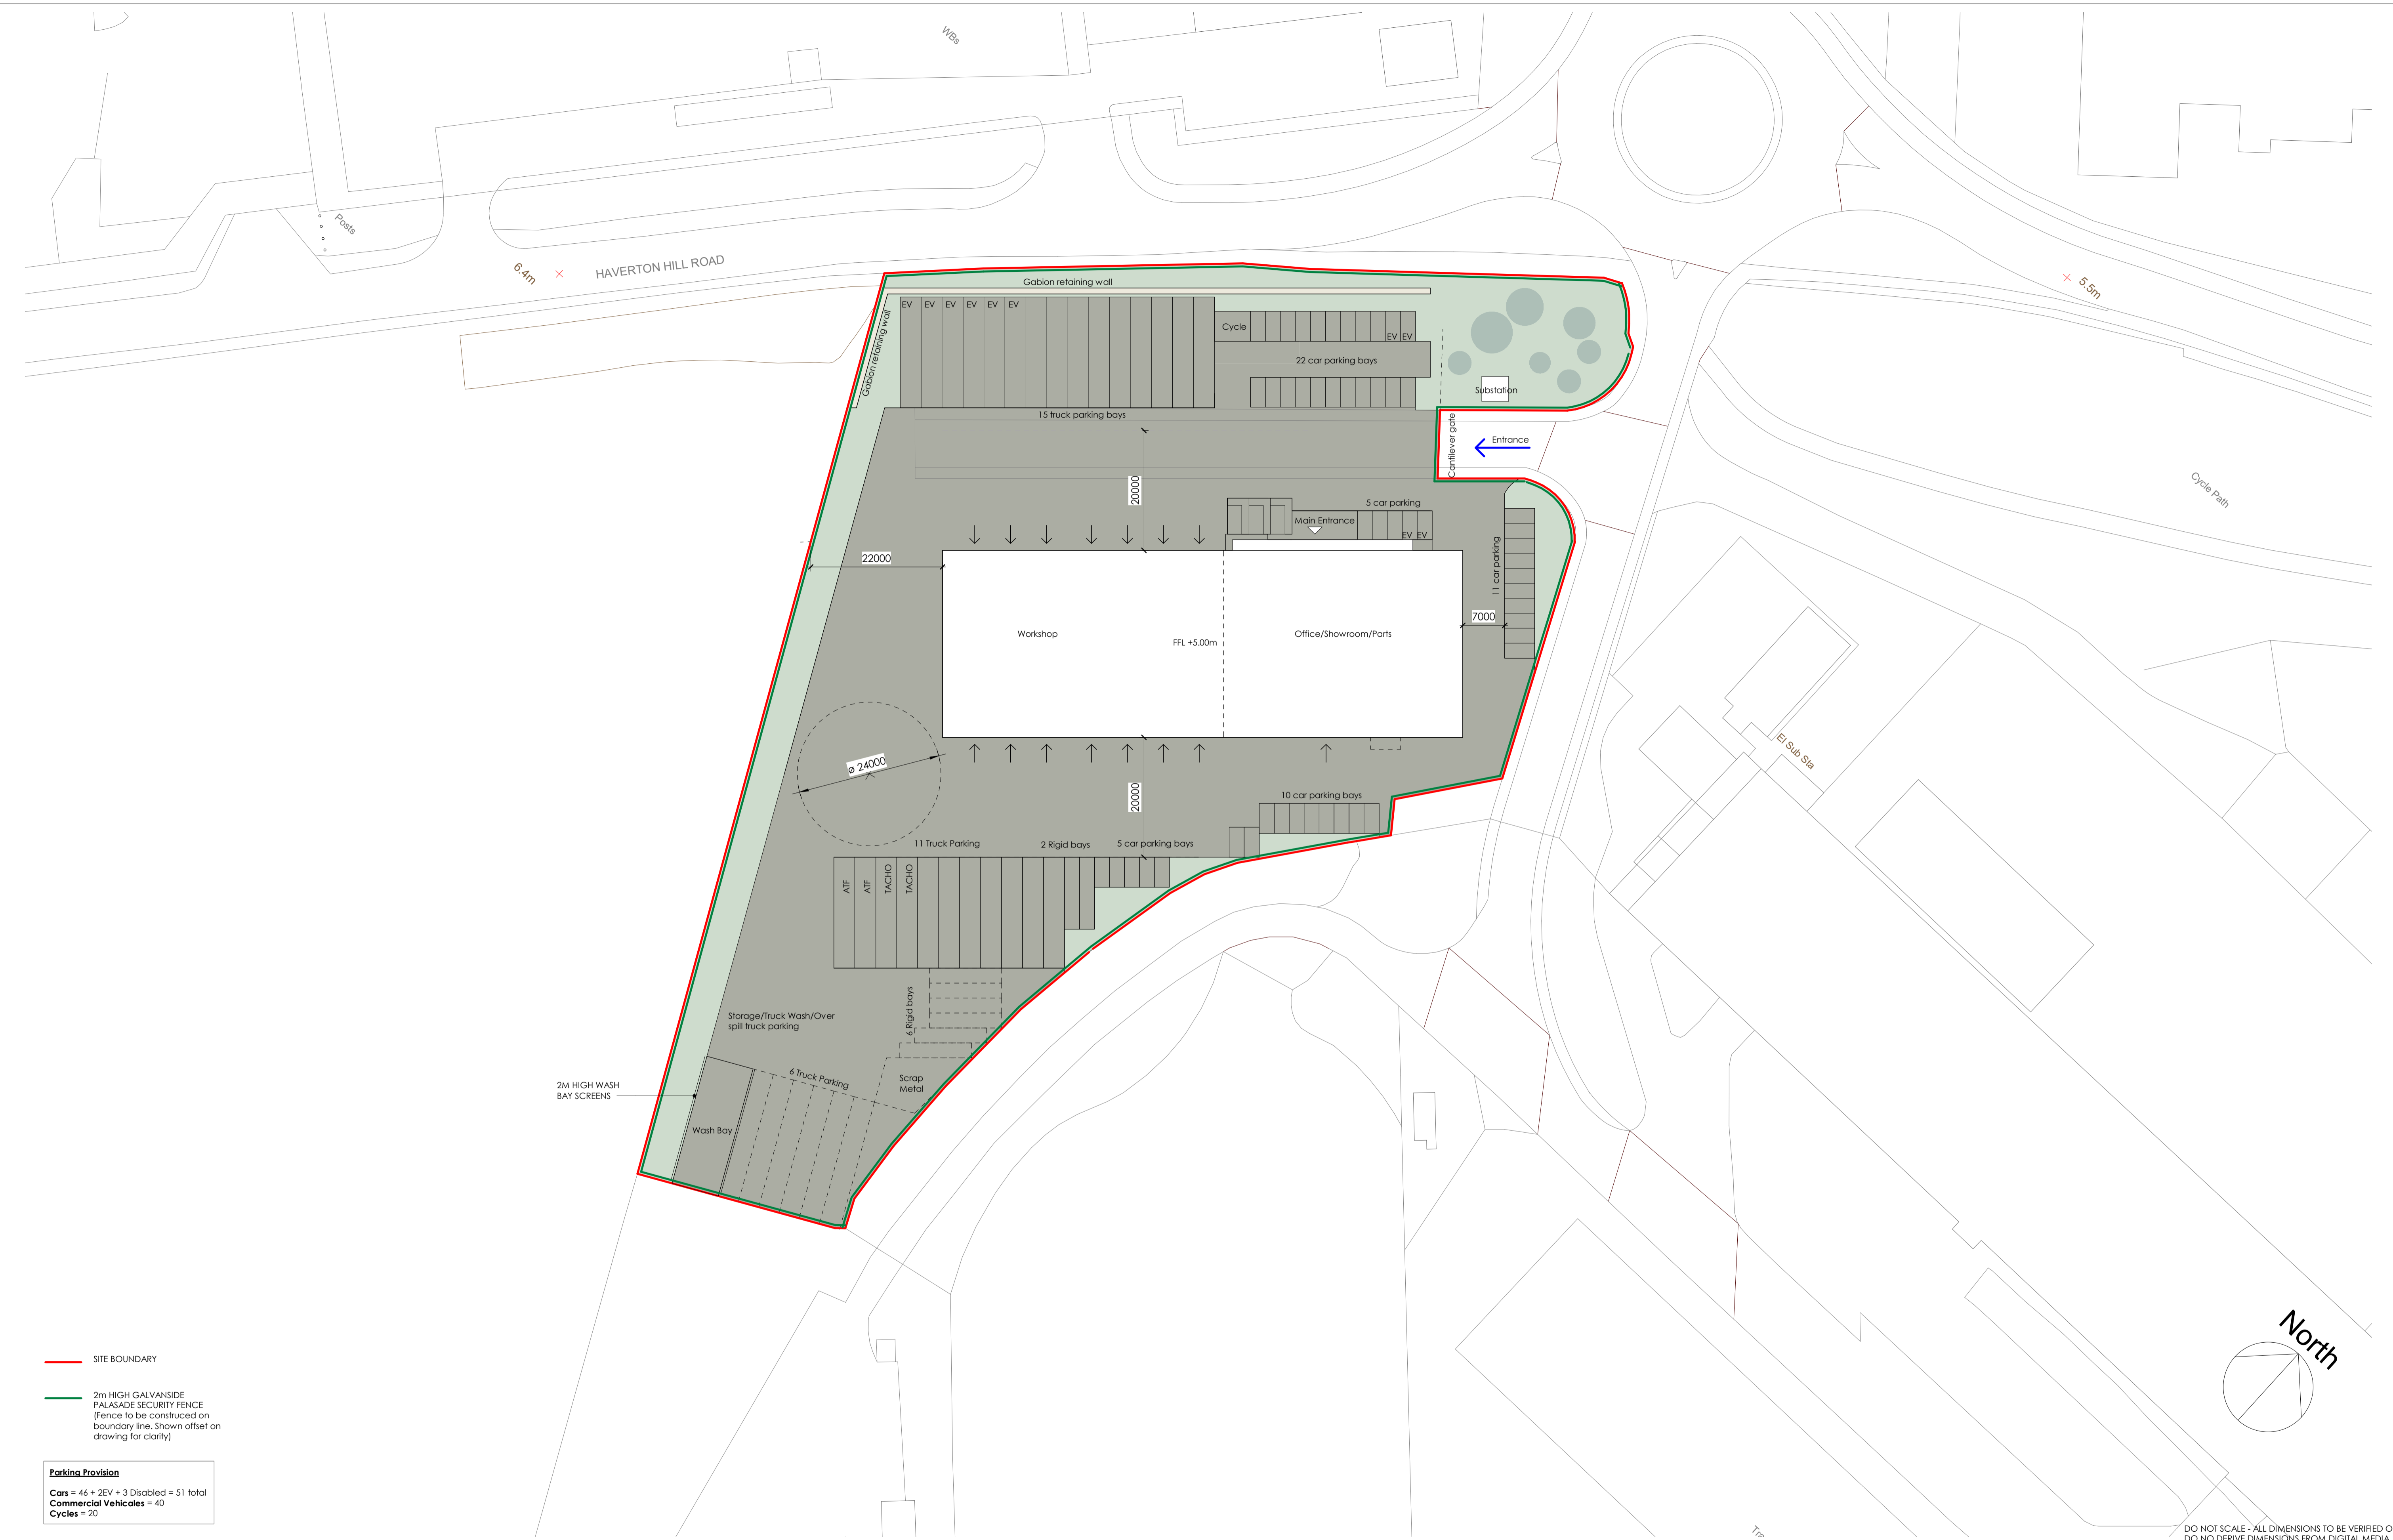 WBs
Posts
6.4m
HAVERTON HILL ROAD
5.5m
Cycle Path
Gabion retaining wall
Gabion retaining wall
EV EV EV EV EV EV
Cycle
EV EV
22 car parking bays
15 truck parking bays
Substation
Cantilever gate
Entrance
20000
5 car parking
Main Entrance
EV EV
11 car parking
22000
7000
Workshop
FFL +5.00m
Office/Showroom/Parts
El Sub Sta
ø 24000
20000
10 car parking bays
11 Truck Parking
2 Rigid bays
5 car parking bays
ATF
ATF
TACHO
TACHO
6 Rigid bays
Storage/Truck Wash/Over
spill truck parking
6 Truck Parking
Scrap
Metal
2M HIGH WASH
BAY SCREENS
Wash Bay
North
SITE BOUNDARY
2m HIGH GALVANSIDE
PALASADE SECURITY FENCE
(Fence to be construced on
boundary line. Shown offset on
drawing for clarity)
Parking Provision
Cars = 46 + 2EV + 3 Disabled = 51 total
Commercial Vehicales = 40
Cycles = 20
DO NOT SCALE - ALL DIMENSIONS TO BE VERIFIED O
DO NO DERIVE DIMENSIONS FROM DIGITAL MEDIA